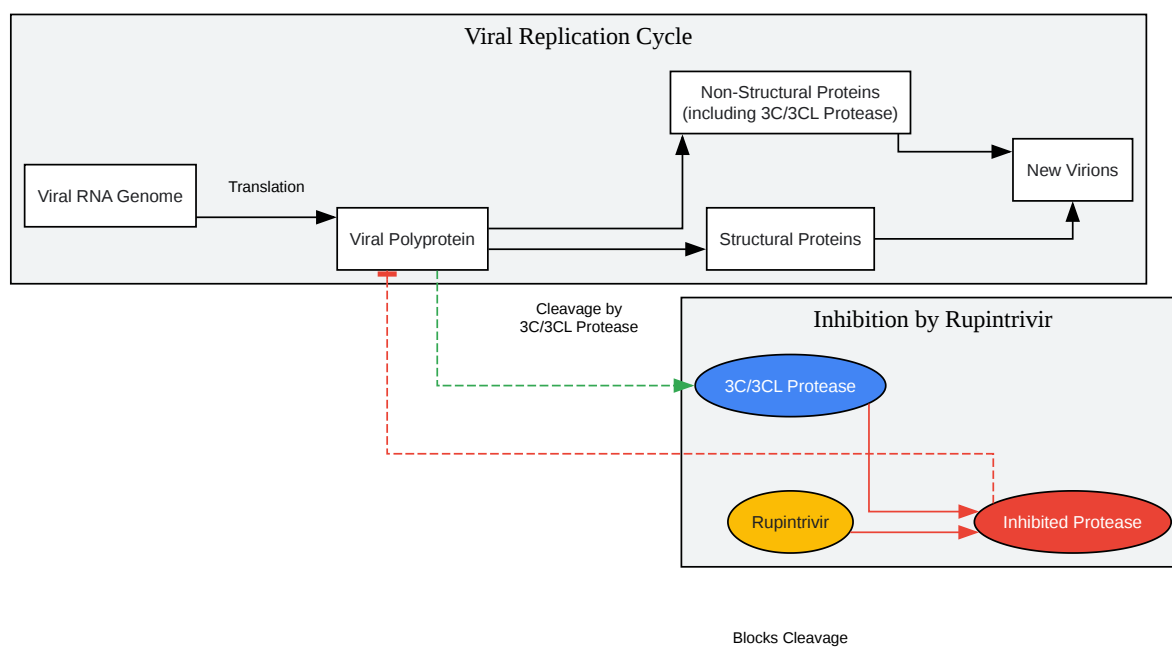 Viral Replication Cycle
Non-Structural Proteins
(including 3C/3CL Protease)
New Virions
Viral RNA Genome
Translation
Viral Polyprotein
Structural Proteins
Cleavage by
3C/3CL Protease
Inhibition by Rupintrivir
3C/3CL Protease
Rupintrivir
Inhibited Protease
Blocks Cleavage